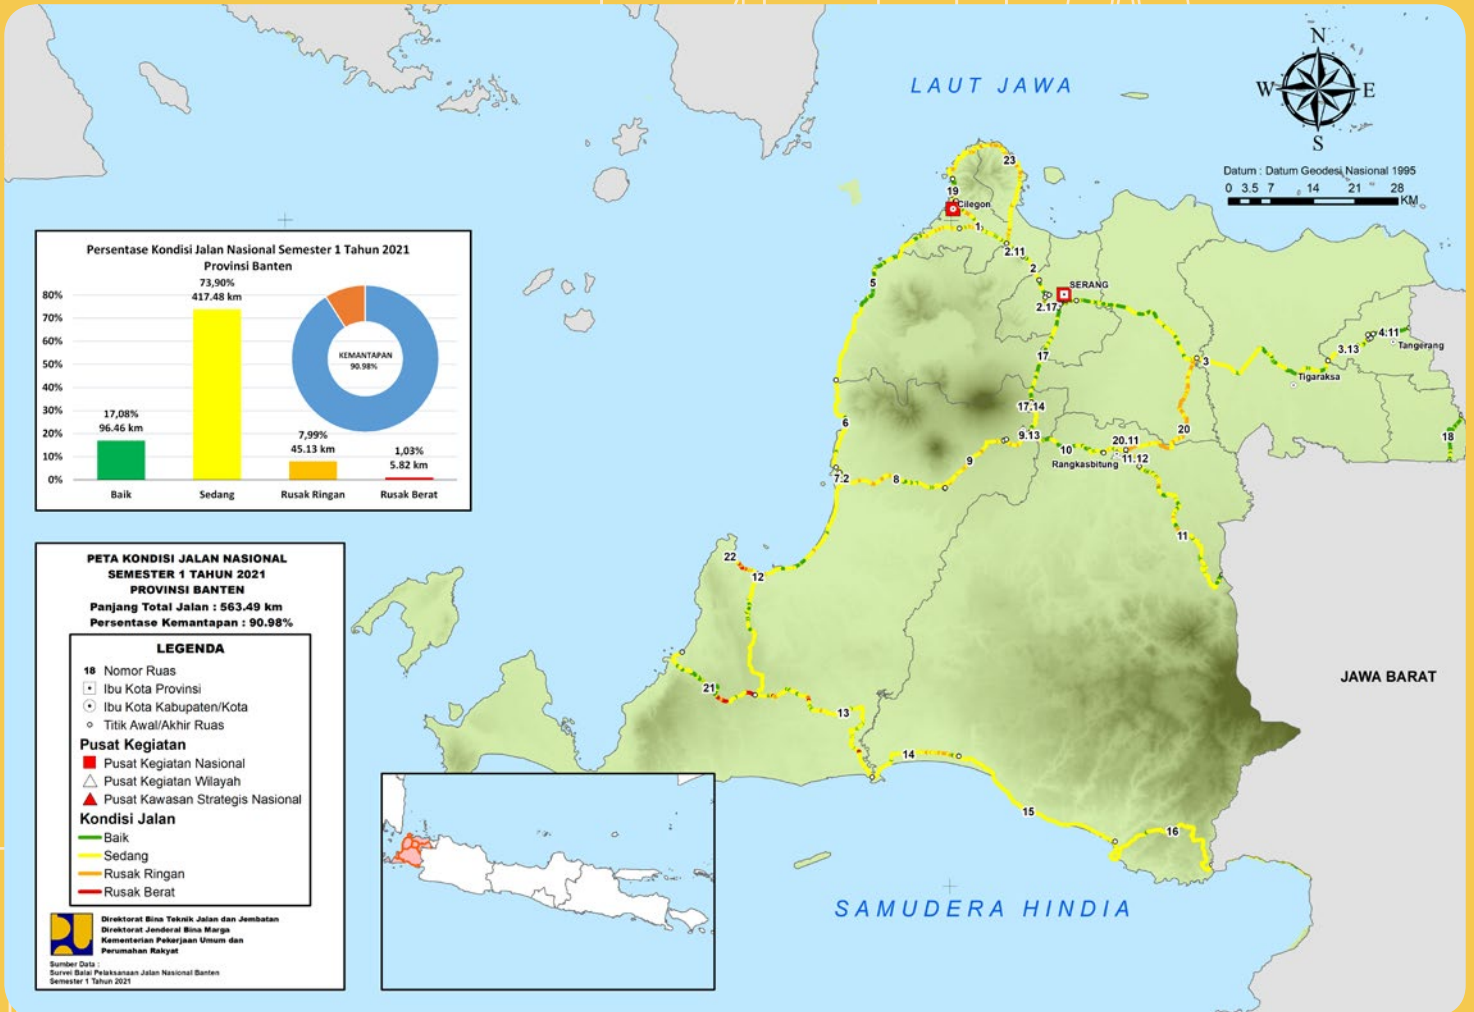 LAUT JAWA
N
W
E
S
Datum : Datum Geodesi Nasional 1995
0 3.5 7 14 21 28
KM
Persentase Kondisi Jalan Nasional Semester 1 Tahun 2021
Provinsi Banten
80%
70%
60%
50%
40%
30%
20%
10%
0%
17,08%
96.46 km
73,90%
417.48 km
7,99%
45.13 km
1,03%
5.82 km
Baik
Sedang
Rusak Ringan
Rusak Berat
KEMANTAPAN
90.98%
23
19
Cilegon
1
2.11
2
5
SERANG
2.17
17
3
3.13
4.11
Tangerang
Tigaraksa
17.14
9.13
20
20.11
10
11.12
Rangkasbitung
18
6
9
7.2
8
11
22
12
21
13
14
15
16
JAWA BARAT
SAMUDERA HINDIA
PETA KONDISI JALAN NASIONAL
SEMESTER 1 TAHUN 2021
PROVINSI BANTEN
Panjang Total Jalan : 563.49 km
Persentase Kemantapan : 90.98%
LEGENDA
18 Nomor Ruas
Ibu Kota Provinsi
Ibu Kota Kabupaten/Kota
Titik Awal/Akhir Ruas
Pusat Kegiatan
Pusat Kegiatan Nasional
Pusat Kegiatan Wilayah
Pusat Kawasan Strategis Nasional
Kondisi Jalan
Baik
Sedang
Rusak Ringan
Rusak Berat
Direktorat Bina Teknik Jalan dan Jembatan
Direktorat Jenderal Bina Marga
Kementerian Pekerjaan Umum dan
Perumahan Rakyat
Sumber Data :
Survei Balai Pelaksanaan Jalan Nasional Banten
Semester 1 Tahun 2021